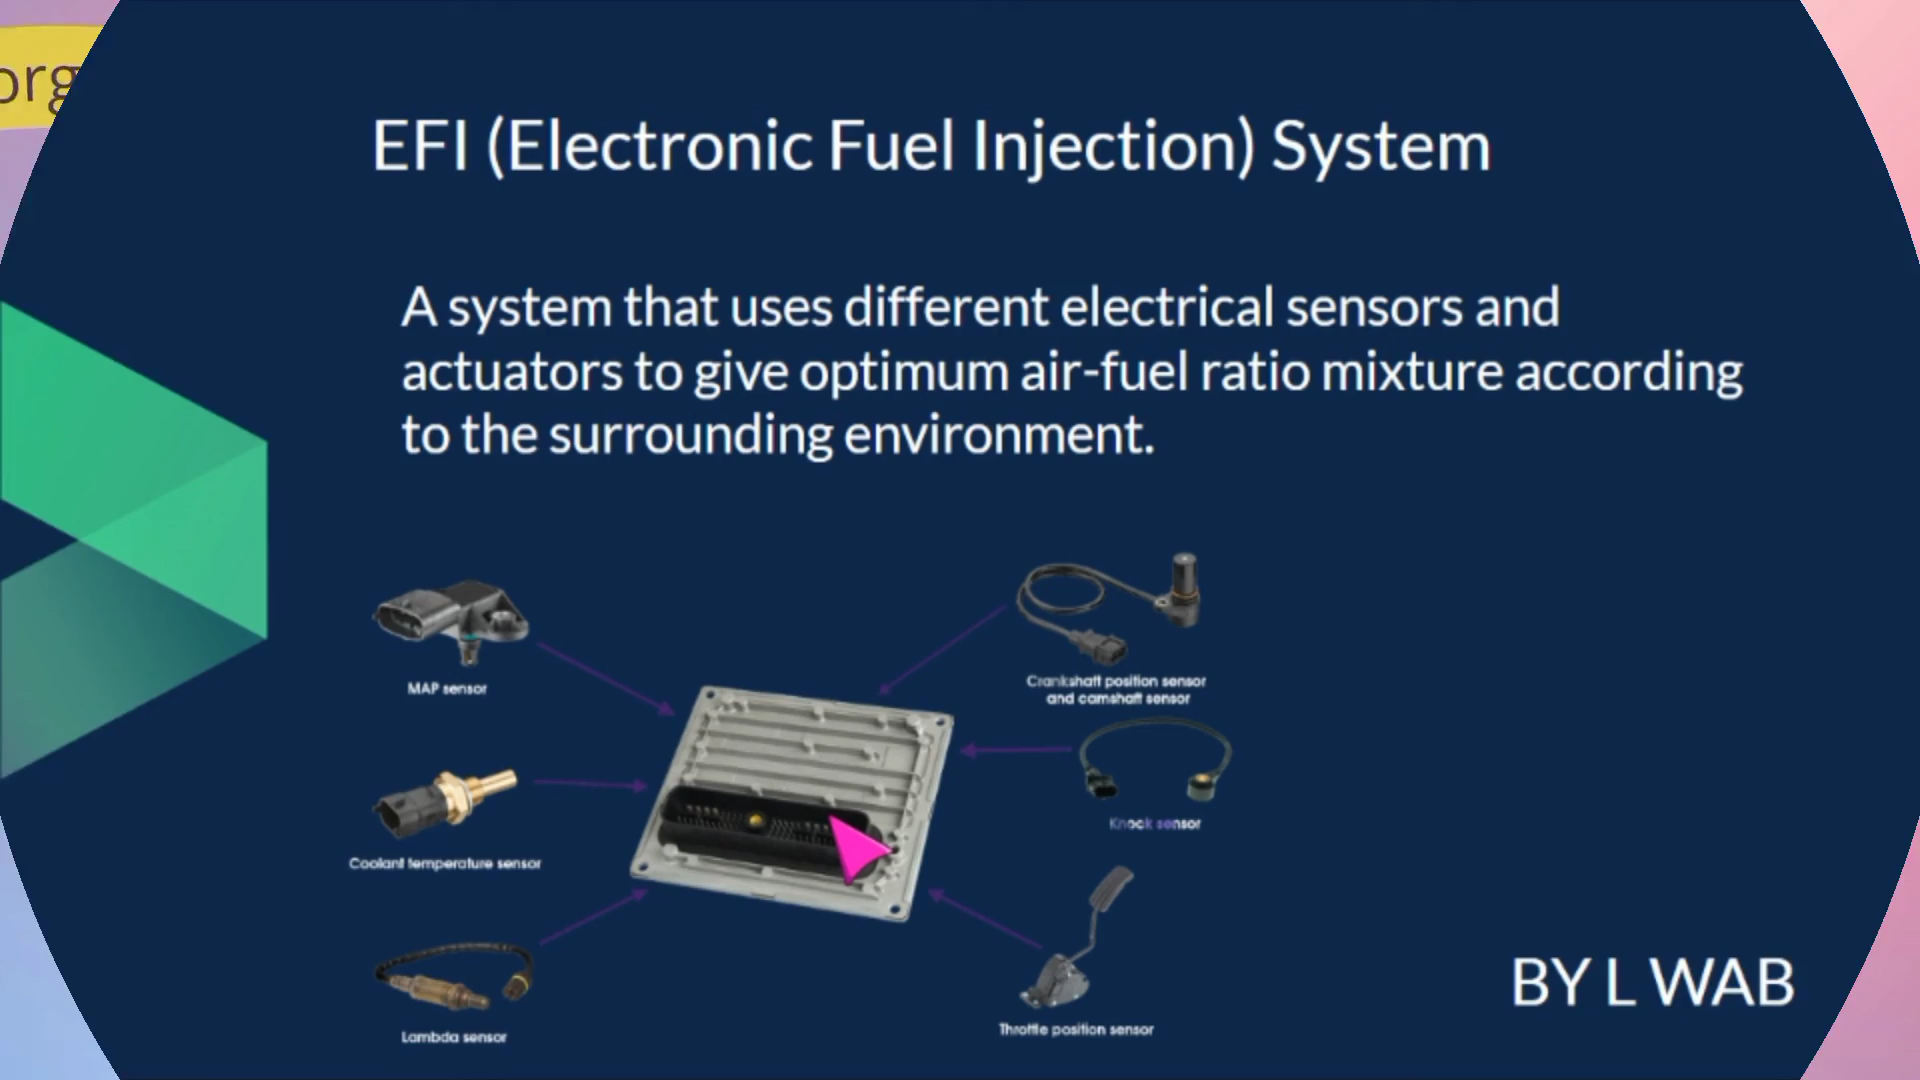 org
EFI (Electronic Fuel Injection) System
A system that uses different electrical sensors and
actuators to give optimum air-fuel ratio mixture according
to the surrounding environment.
MAP sensor
Crankshaft position sensor
and camshaft sensor
Knock sensor
Coolant temperature sensor
Lambda sensor
Throttle position sensor
BY L WAB